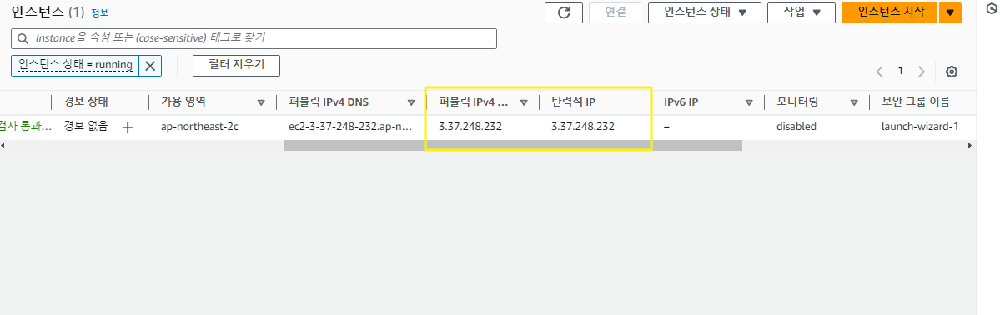 인스턴스 (1) 정보
연결 인스턴스 상태 작업 인스턴스 시작
Instance을 속성 또는 (case-sensitive) 태그로 찾기
인스턴스 상태 = running 필터 지우기
1
경보 상태 가용 영역 퍼블릭 IPv4 DNS 퍼블릭 IPv4 ... 탄력적 IP IPv6 IP 모니터링 보안 그룹 이름
검사 통과... 경보 없음 + ap-northeast-2c ec2-3-37-248-232.ap-n... 3.37.248.232 3.37.248.232 – disabled launch-wizard-1